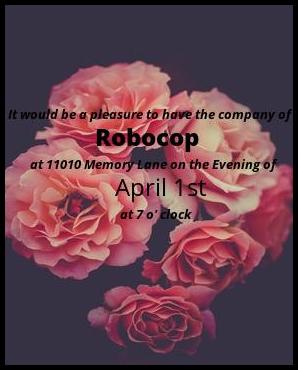 It would be a pleasure to have the company of
Robocop
at 11010 Memory Lane on the Evening of
April 1st
at 7 o' clock